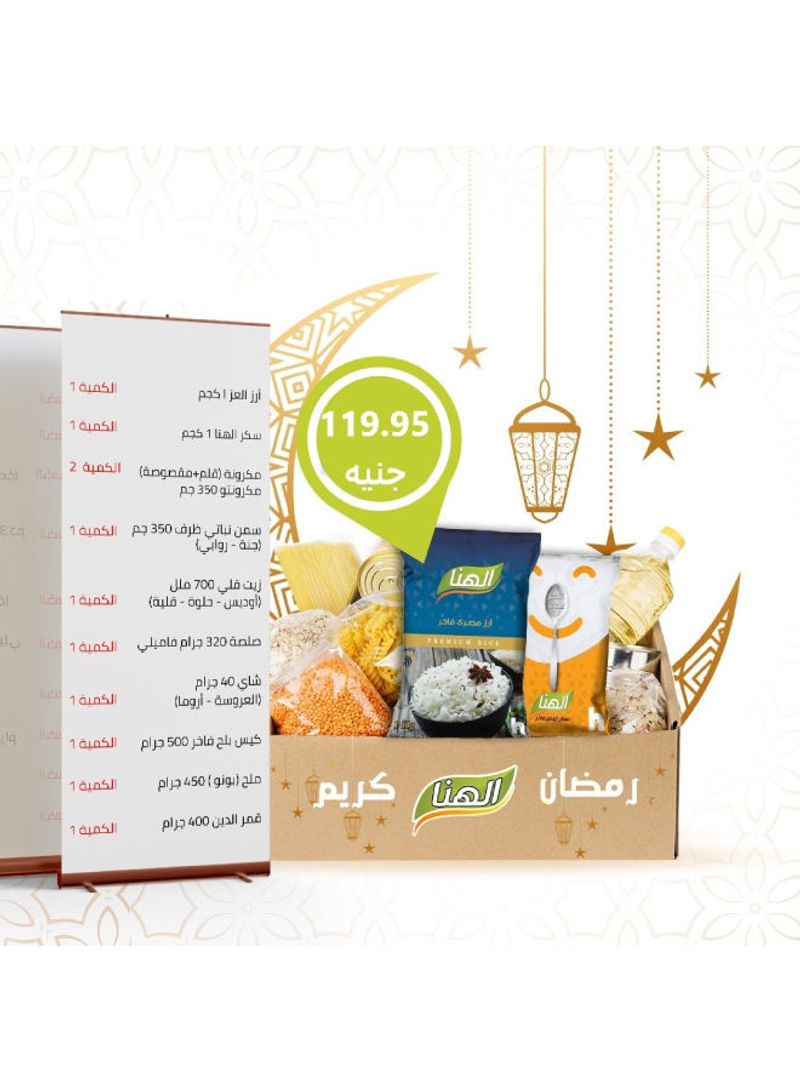 أرز العز 1 كجم الكمية 1
سكر الهنا 1 كجم الكمية 1
مكرونة (قلم+مقصوصة) الكمية 2
مكرونتو 350 جم
سمن نباتي ظرف 350 جم الكمية 1
(جنة - روابي)
زيت قلي 700 ملل
(أوديس - حلوة - قلية) الكمية 1
صلصة 320 جرام فاميلي الكمية 1
شاي 40 جرام
(العروسة - أروما) الكمية 1
كيس بلح فاخر 500 جرام الكمية 1
ملح (بونو) 450 جرام الكمية 1
قمر الدين 400 جرام الكمية 1
119.95
جنيه
الهنا
أرز مصري فاخر
PREMIUM RICE
الهنا
رمضان الهنا كريم